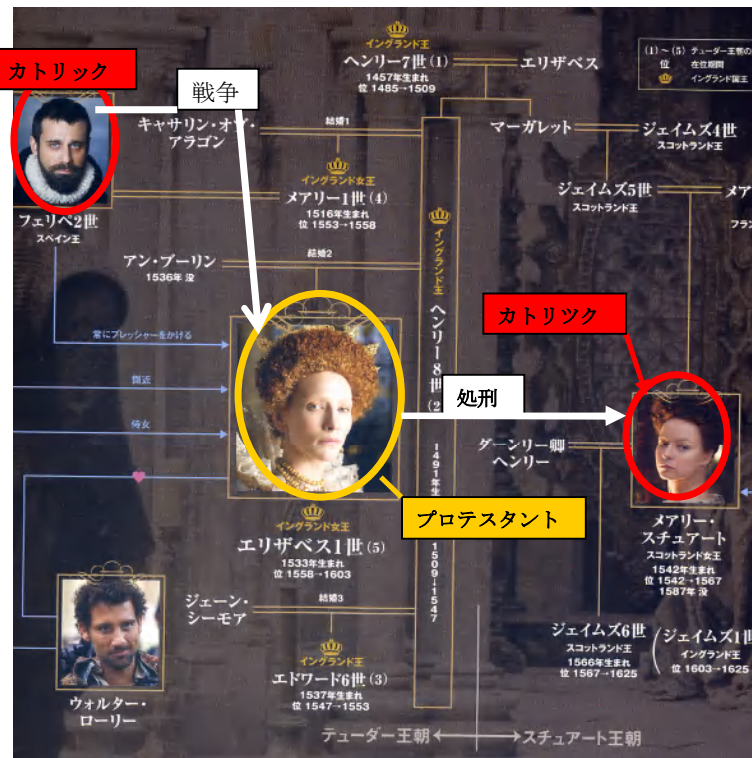 イングランド王
ヘンリー7世(1)
1457年生まれ
位 1485→1509
エリザベス
(1)~(5) テューダー王朝の
位 在位期間
イングランド国王
カトリック
戦争
キャサリン・オブ・
アラゴン
結婚1
マーガレット
ジェイムズ4世
スコットランド王
イングランド女王
メアリー1世(4)
1516年生まれ
位 1553→1558
ジェイムズ5世
スコットランド王
メア
フラン
フェリペ2世
スペイン王
アン・ブーリン
1536年 没
結婚2
イングランド王
ヘンリー8世
(2
1491年生
1509→1547
常にプレッシャーをかける
側近
侍女
カトリツク
処刑
ダーンリー卿
ヘンリー
プロテスタント
イングランド女王
エリザベス1世(5)
1533年生まれ
位 1558→1603
メアリー・
スチュアート
スコットランド女王
1542年生まれ
位 1542→1567
1587年 没
ジェーン・
シーモア
結婚3
イングランド王
エドワード6世(3)
1537年生まれ
位 1547→1553
ジェイムズ6世
スコットランド王
1566年生まれ
位 1567→1625
(ジェイムズ1世
イングランド王
位 1603→1625
ウォルター・
ローリー
テューダー王朝
スチュアート王朝